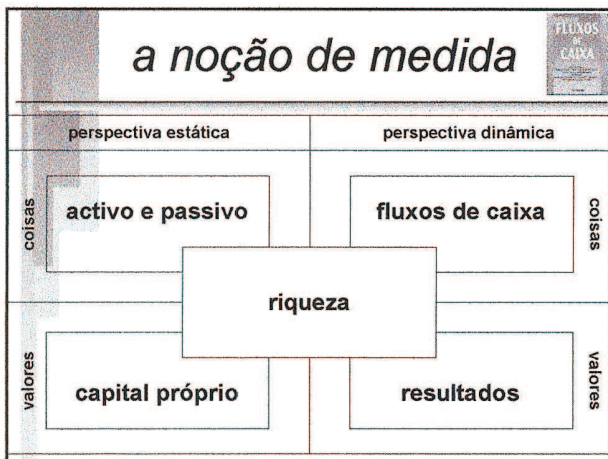 a noção de medida
FLUXOS
CAIXA
perspectiva estática
perspectiva dinâmica
coisas
activo e passivo
fluxos de caixa
coisas
riqueza
valores
capital próprio
resultados
valores